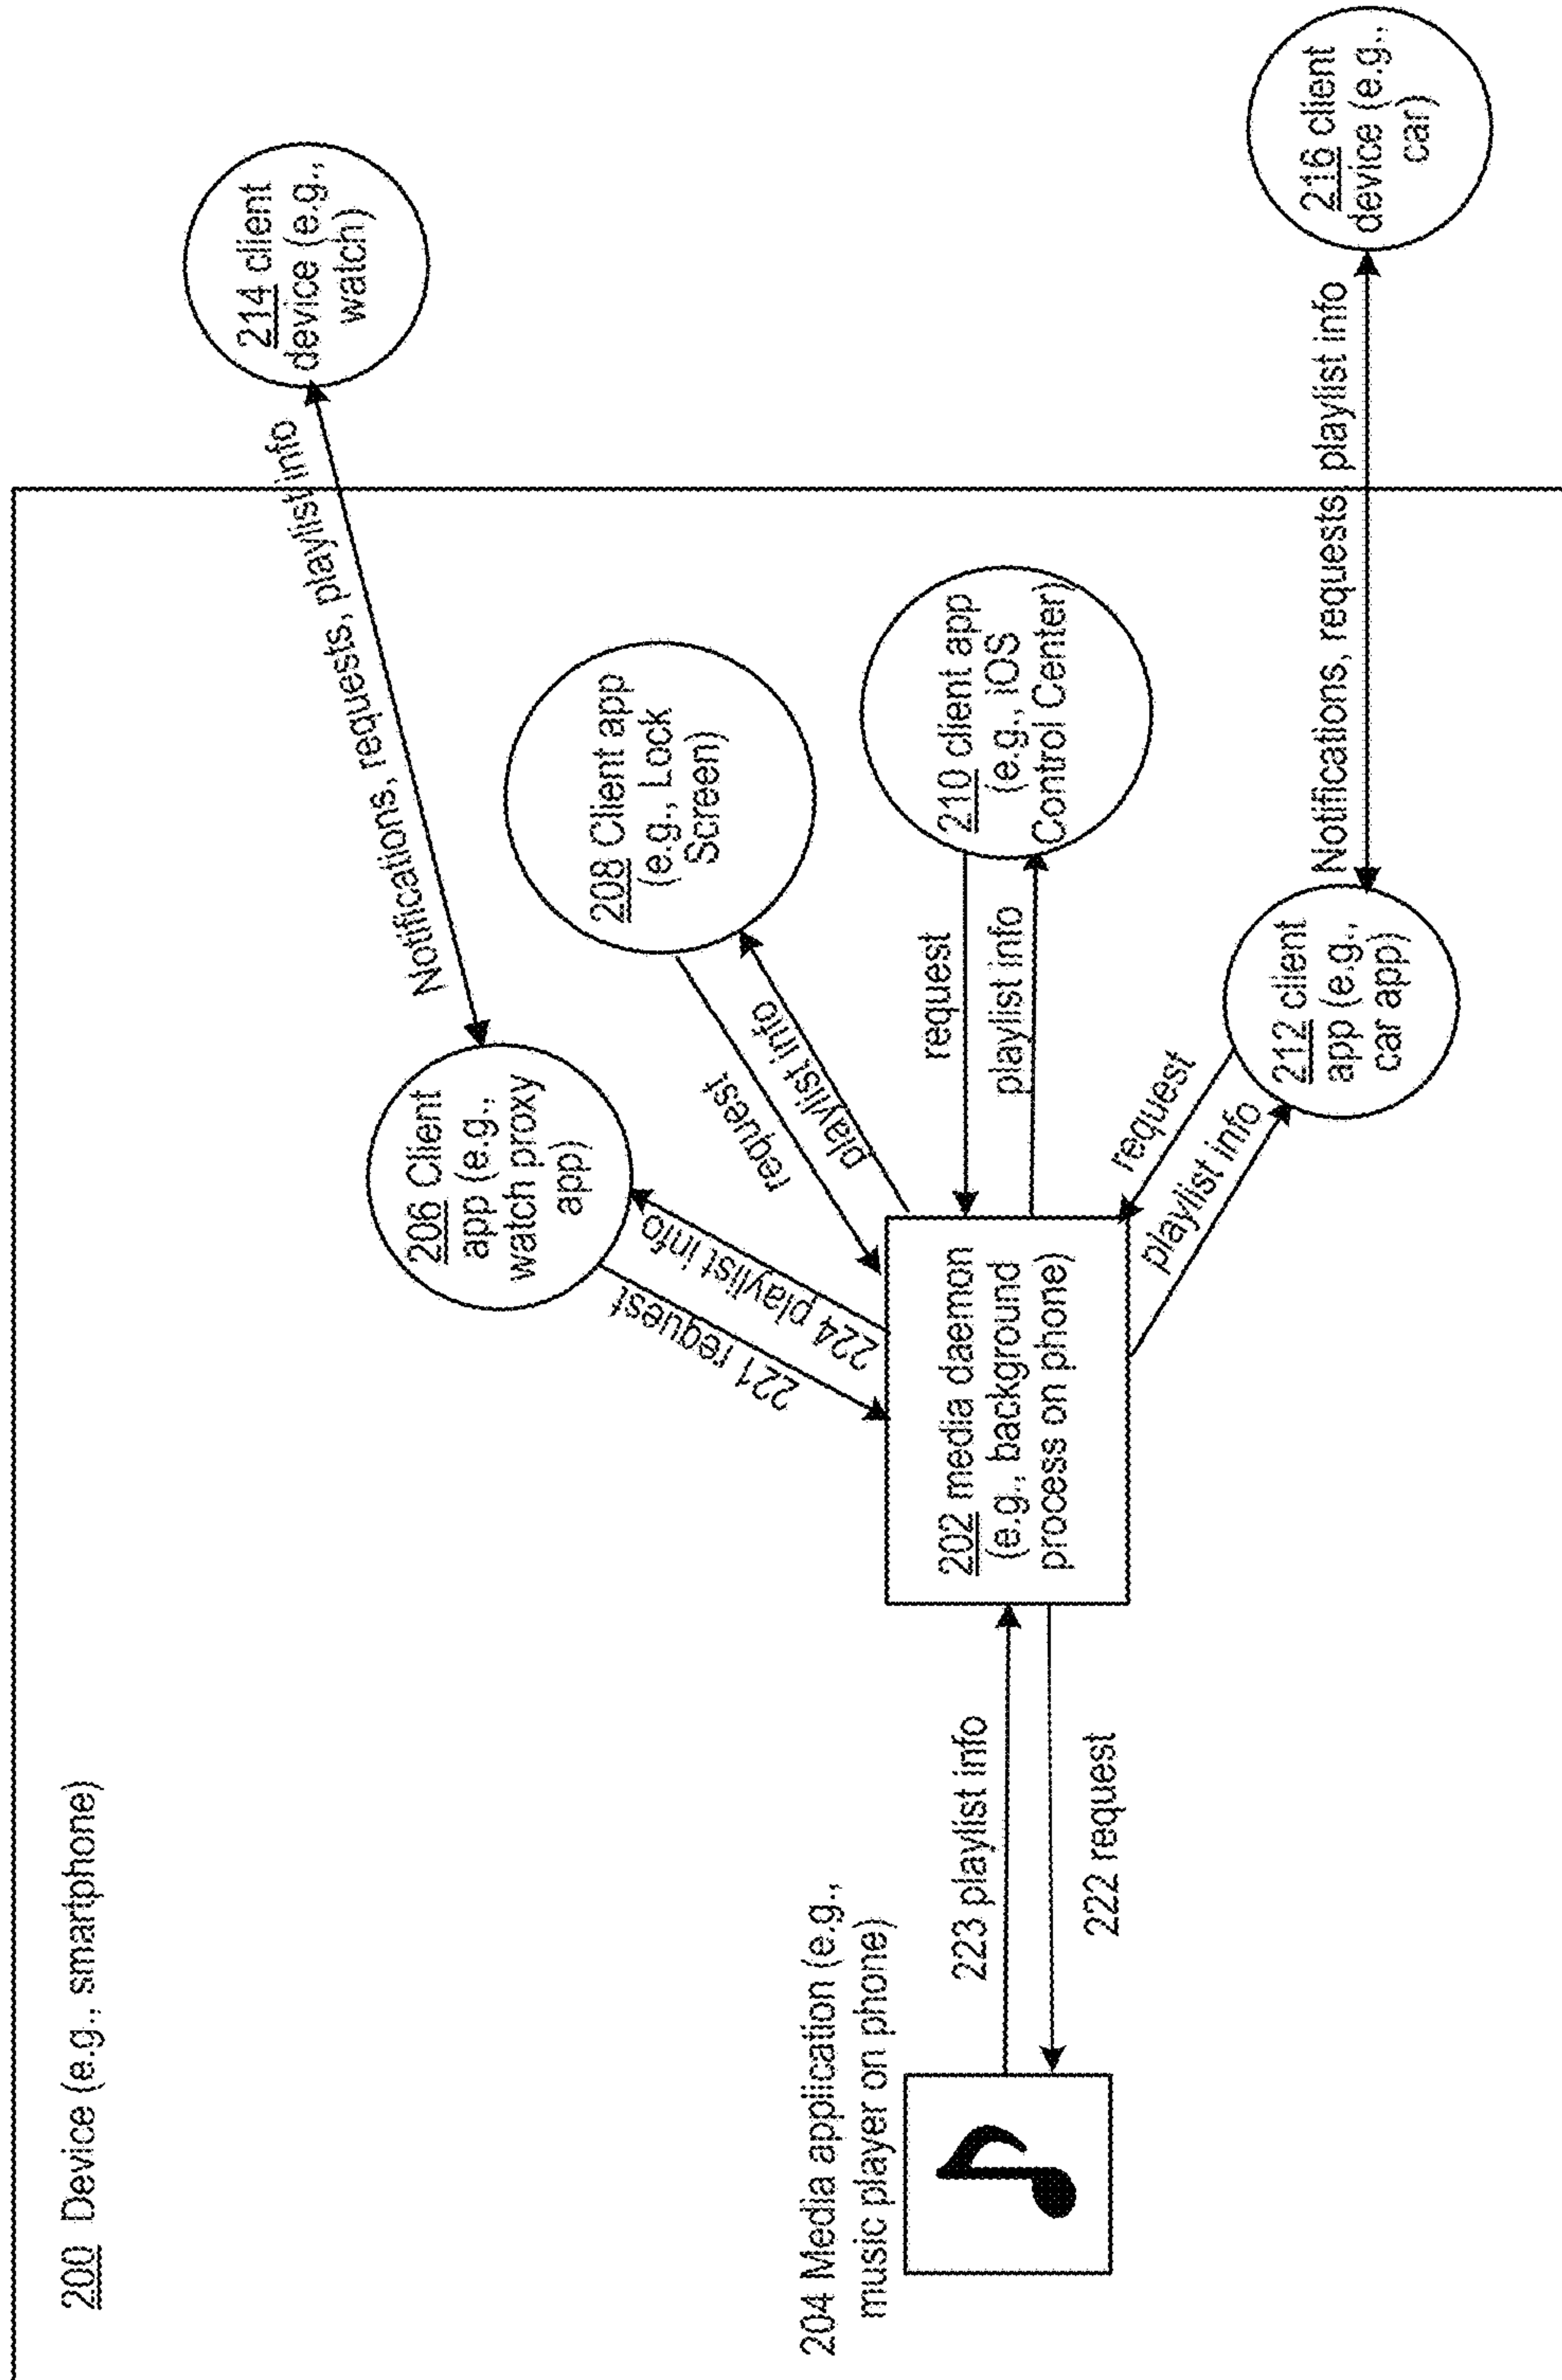 200 Device (e.g., smartphone)
204 Media application (e.g.,
music player on phone)
223 playlist info
222 request
202 media daemon
(e.g., background
process on phone)
221 request
224 playlist info
206 Client
app (e.g.,
watch proxy
app)
request
playlist info
208 Client app
(e.g., Lock
Screen)
request
playlist info
210 client app
(e.g., iOS
Control Center)
request
playlist info
212 client
app (e.g.,
car app)
Notifications, requests, playlist info
214 client
device (e.g.,
watch)
Notifications, requests, playlist info
216 client
device (e.g.,
car)